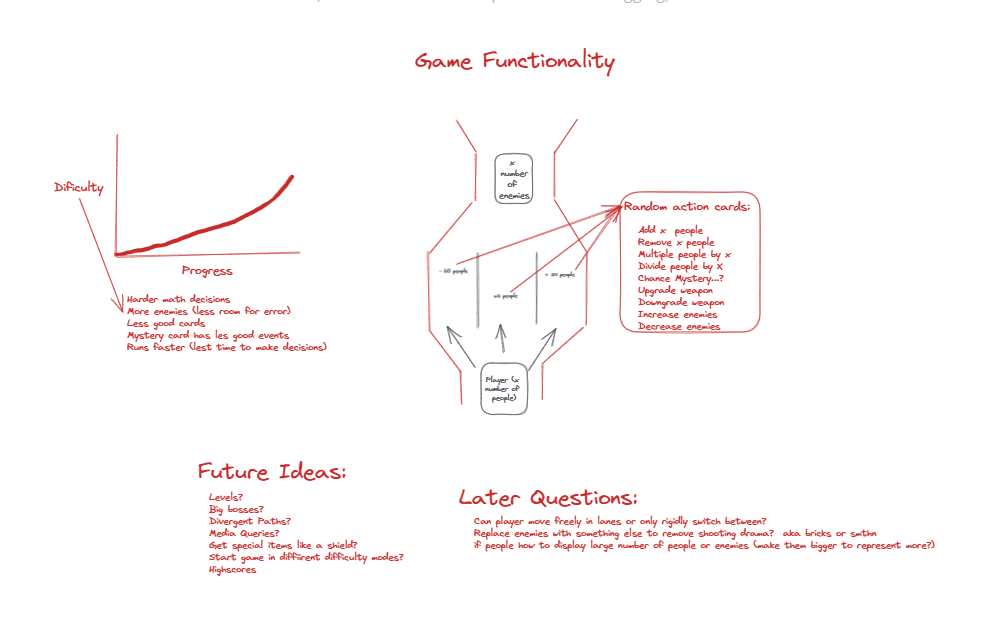 Game Functionality
x
number
of
enemies
Dificulty
Random action cards:
Add x people
Remove x people
Multiple people by x
Divide people by X
Chance Mystery...?
Upgrade weapon
Downgrade weapon
Increase enemies
Decrease enemies
Progress
people
people
people
Harder math decisions
More enemies (less room for error)
Less good cards
Mystery card has les good events
Runs faster (lest time to make decisions)
Player (x
number of
people)
Future Ideas:
Levels?
Big bosses?
Divergent Paths?
Media Queries?
Get special items like a shield?
Start game in diffirent difficulty modes?
Highscores
Later Questions:
Can player move freely in lanes or only rigidly switch between?
Replace enemies with something else to remove shooting drama? aka bricks or smthn
if people how to display large number of people or enemies (make them bigger to represent more?)